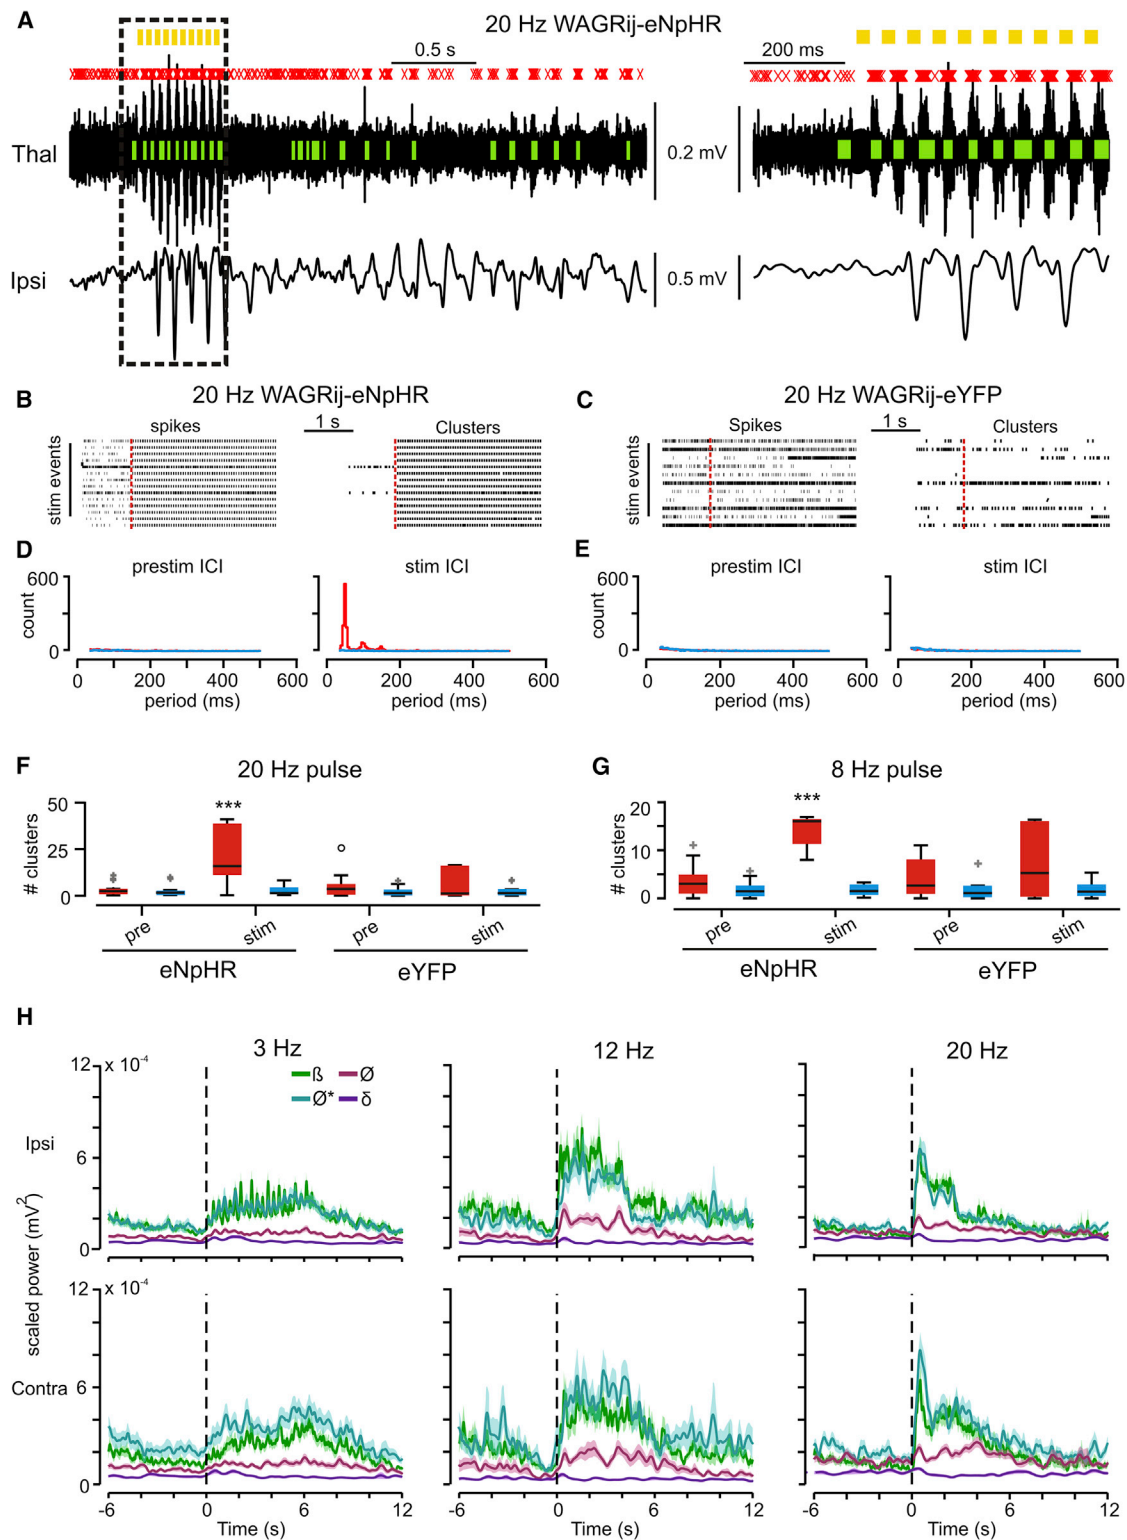 A
20 Hz WAGRij-eNpHR
0.5 s
200 ms
Thal
0.2 mV
Ipsi
0.5 mV
B
20 Hz WAGRij-eNpHR
C
20 Hz WAGRij-eYFP
spikes
1 s
Clusters
Spikes
1 s
Clusters
stim events
stim events
D
E
600
prestim ICI
600
stim ICI
600
prestim ICI
stim ICI
count
count
0
0
0
0 200 400 600
0 200 400 600
0 200 400 600
0 200 400 600
period (ms)
period (ms)
period (ms)
period (ms)
F
20 Hz pulse
G
8 Hz pulse
50
***
25
0
# clusters
pre
stim
pre
stim
eNpHR
eYFP
20
***
10
0
# clusters
pre
stim
pre
stim
eNpHR
eYFP
H
3 Hz
12 Hz
20 Hz
12 x 10⁻⁴
ß Ø
Ø* δ
Ipsi
6
0
scaled power (mV²)
12 x 10⁻⁴
Contra
6
0
-6 0 6 12
-6 0 6 12
-6 0 6 12
Time (s)
Time (s)
Time (s)